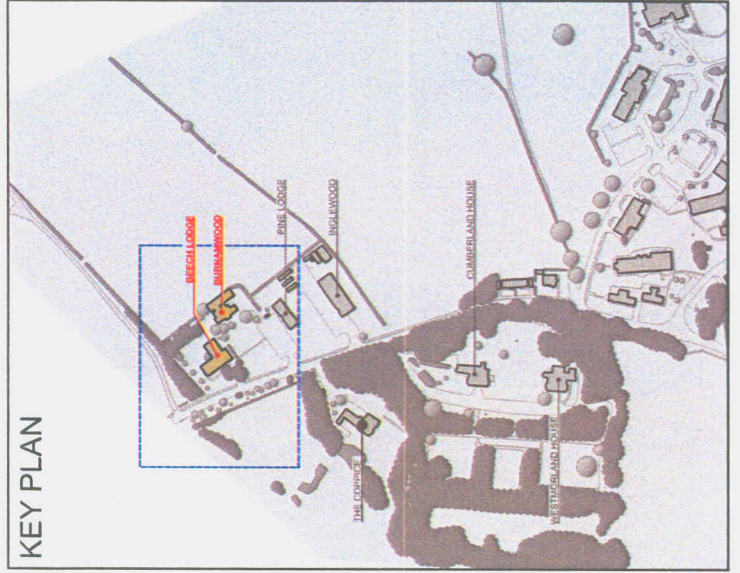 KEY PLAN
BEECH LODGE
BURNAMWOOD
PINE LODGE
INGLEWOOD
CUMBERLAND HOUSE
THE COPPICE
WESTMORLAND HOUSE